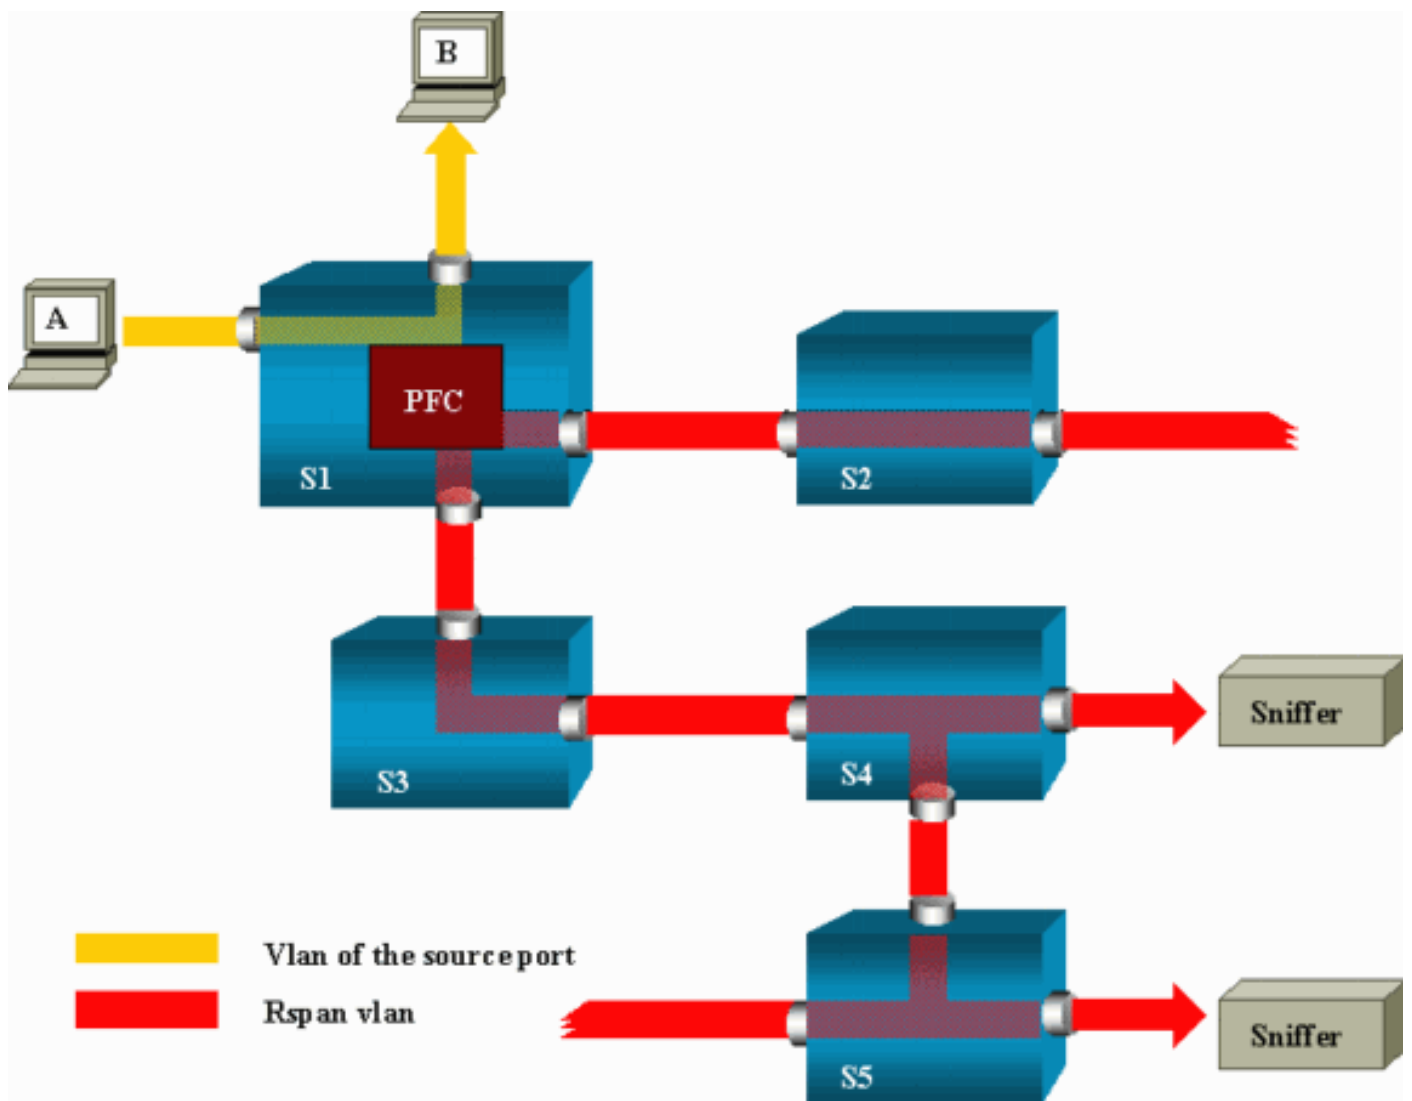 B
A
PFC
S1
S2
S3
S4
Sniffer
Vlan of the source port
Rspan vlan
S5
Sniffer